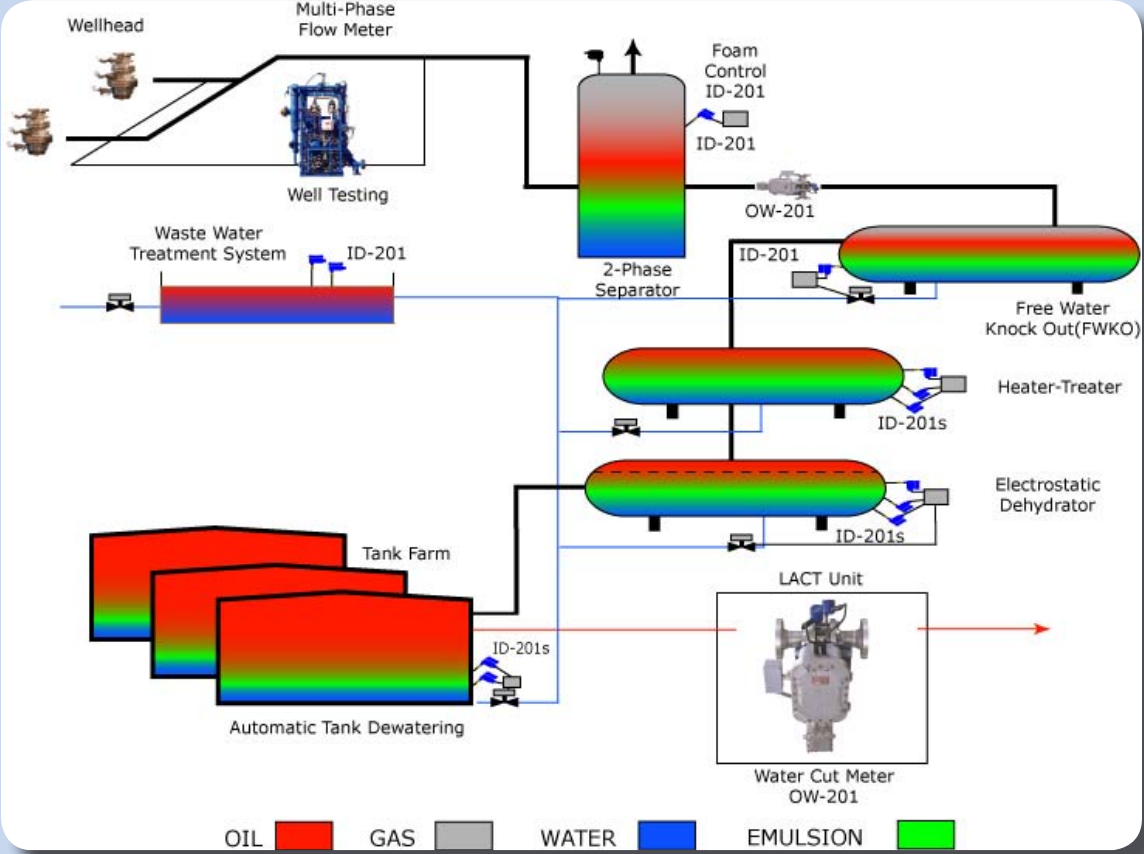 Wellhead
Multi-Phase
Flow Meter
Well Testing
Foam
Control
ID-201
ID-201
OW-201
2-Phase
Separator
Waste Water
Treatment System
ID-201
ID-201
Free Water
Knock Out(FWKO)
Heater-Treater
ID-201s
Electrostatic
Dehydrator
ID-201s
Tank Farm
ID-201s
Automatic Tank Dewatering
LACT Unit
Water Cut Meter
OW-201
OIL GAS WATER EMULSION